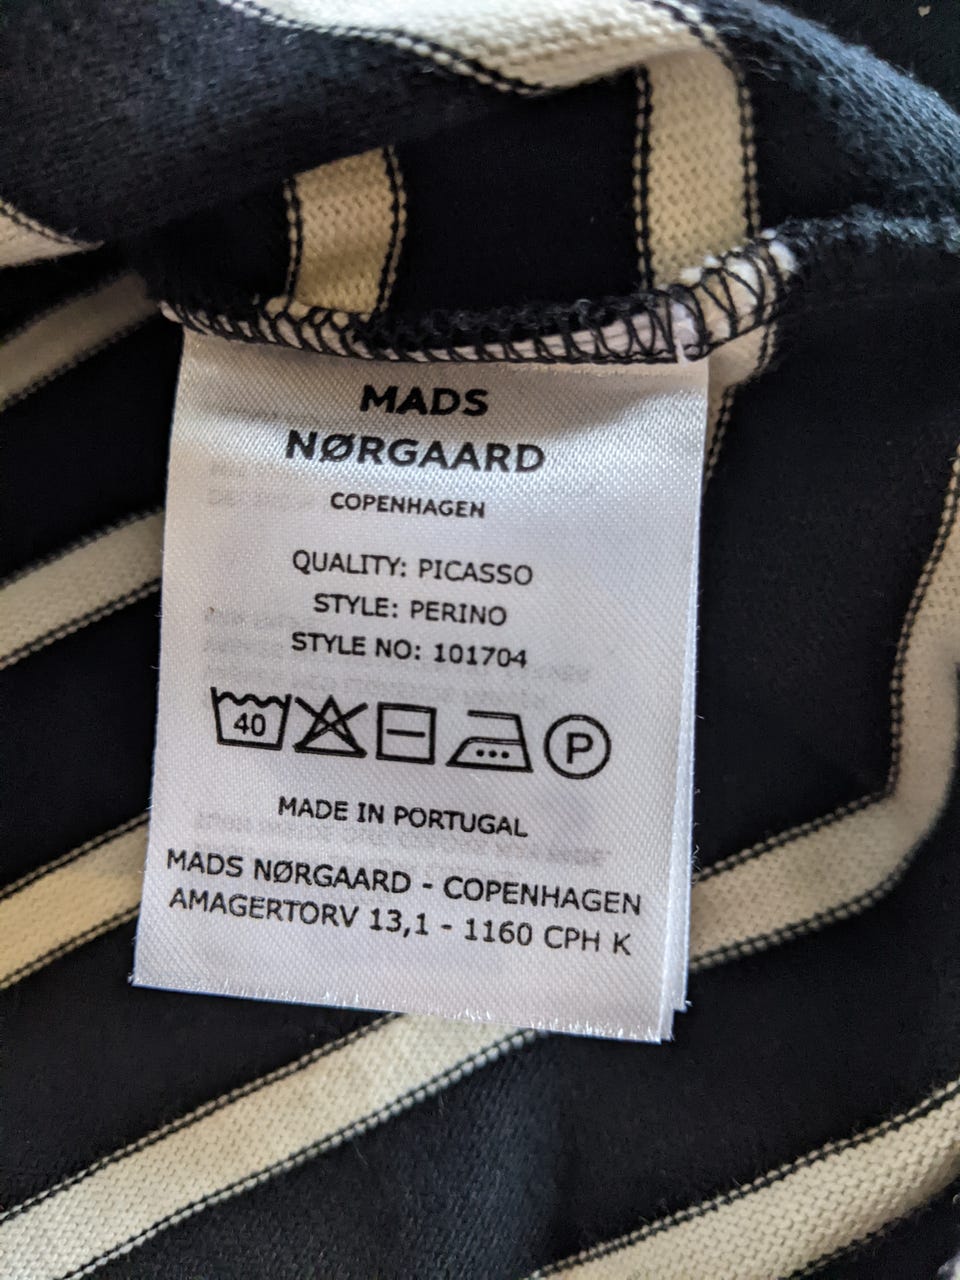 MADS
NØRGAARD
COPENHAGEN
QUALITY: PICASSO
STYLE: PERINO
STYLE NO: 101704
40 P
MADE IN PORTUGAL
MADS NØRGAARD - COPENHAGEN
AMAGERTORV 13,1 - 1160 CPH K